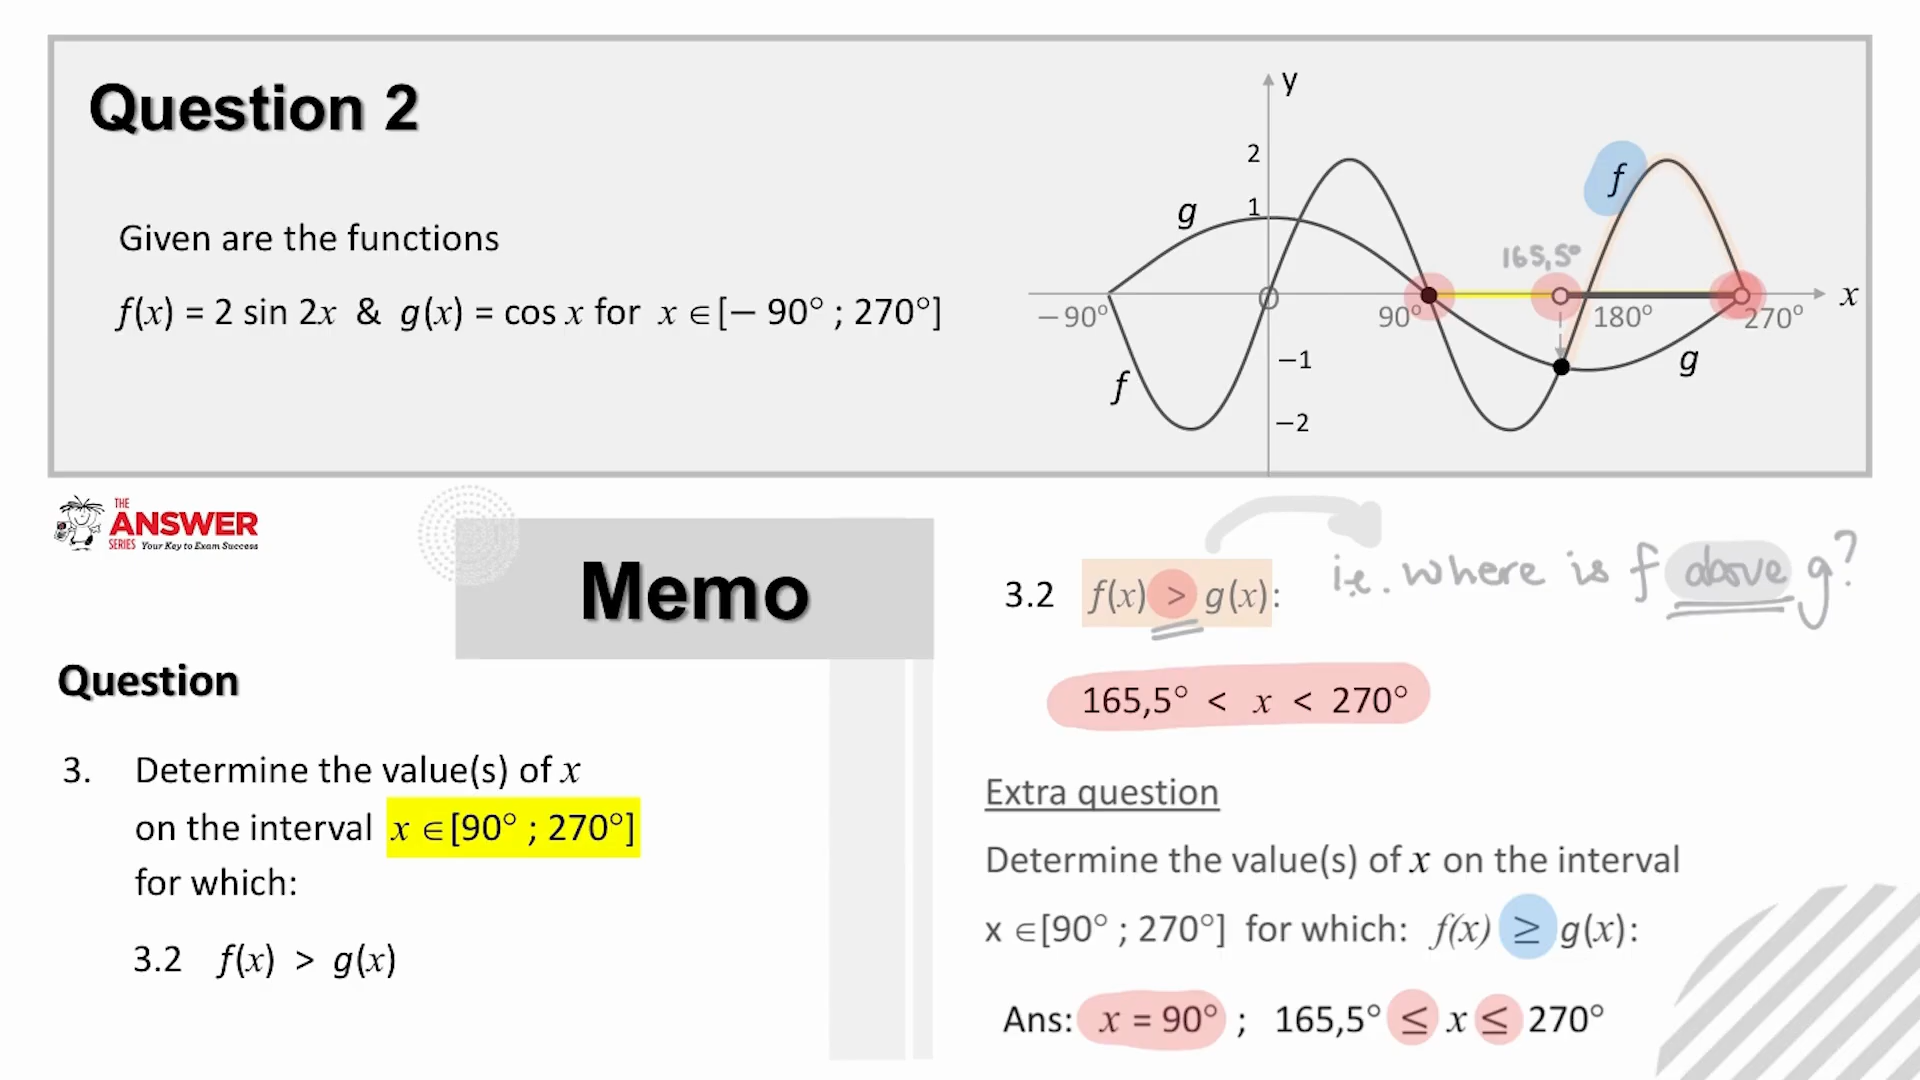 Question 2
Given are the functions
f(x) = 2 sin 2x & g(x) = cos x for x ∈ [− 90° ; 270°]
y
2
1
g
f
165,5°
−90°
0
90°
180°
270°
x
−1
−2
f
g
THE
ANSWER
SERIES Your Key to Exam Success
Memo
Question
3. Determine the value(s) of x
on the interval x ∈ [90° ; 270°]
for which:
3.2 f(x) > g(x)
3.2 f(x) > g(x): i.e. where is f above g?
165,5° < x < 270°
Extra question
Determine the value(s) of x on the interval
x ∈ [90° ; 270°] for which: f(x) ≥ g(x):
Ans: x = 90° ; 165,5° ≤ x ≤ 270°